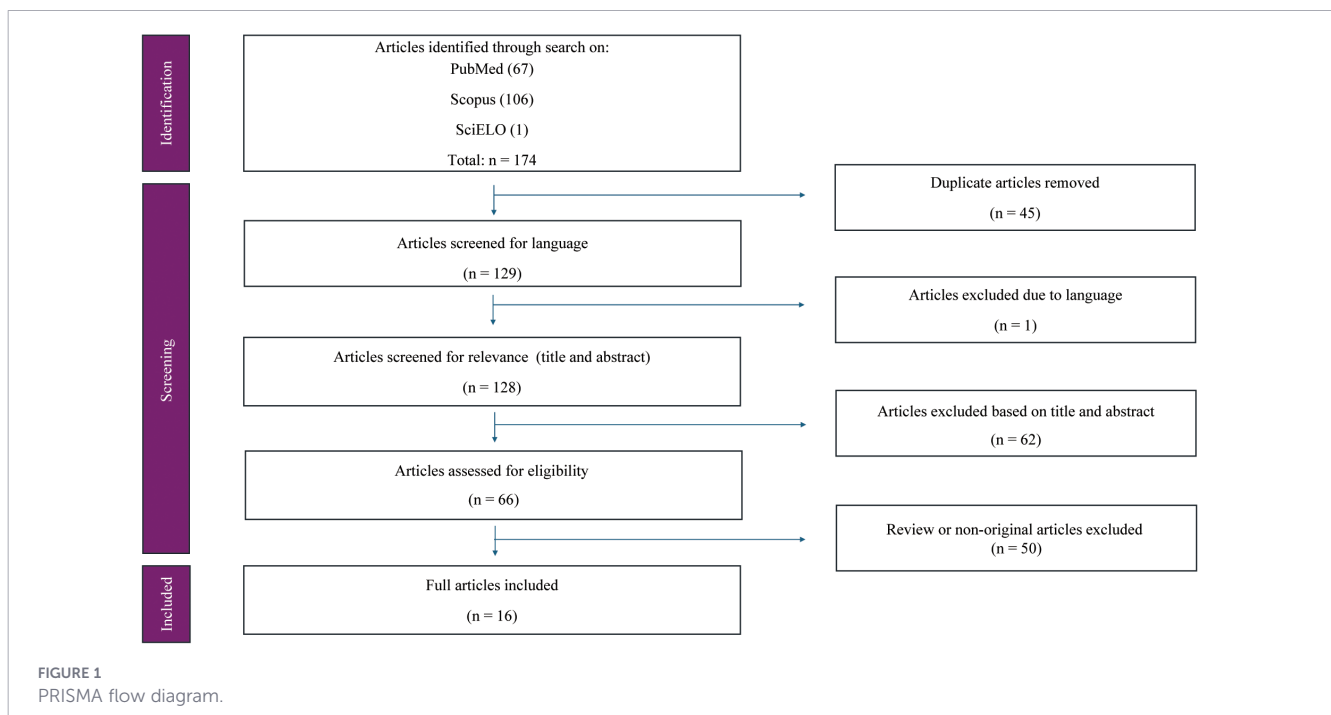 Identification
Articles identified through search on:
PubMed (67)
Scopus (106)
SciELO (1)
Total: n = 174
Duplicate articles removed
(n = 45)
Screening
Articles screened for language
(n = 129)
Articles excluded due to language
(n = 1)
Articles screened for relevance (title and abstract)
(n = 128)
Articles excluded based on title and abstract
(n = 62)
Articles assessed for eligibility
(n = 66)
Review or non-original articles excluded
(n = 50)
Included
Full articles included
(n = 16)
FIGURE 1
PRISMA flow diagram.